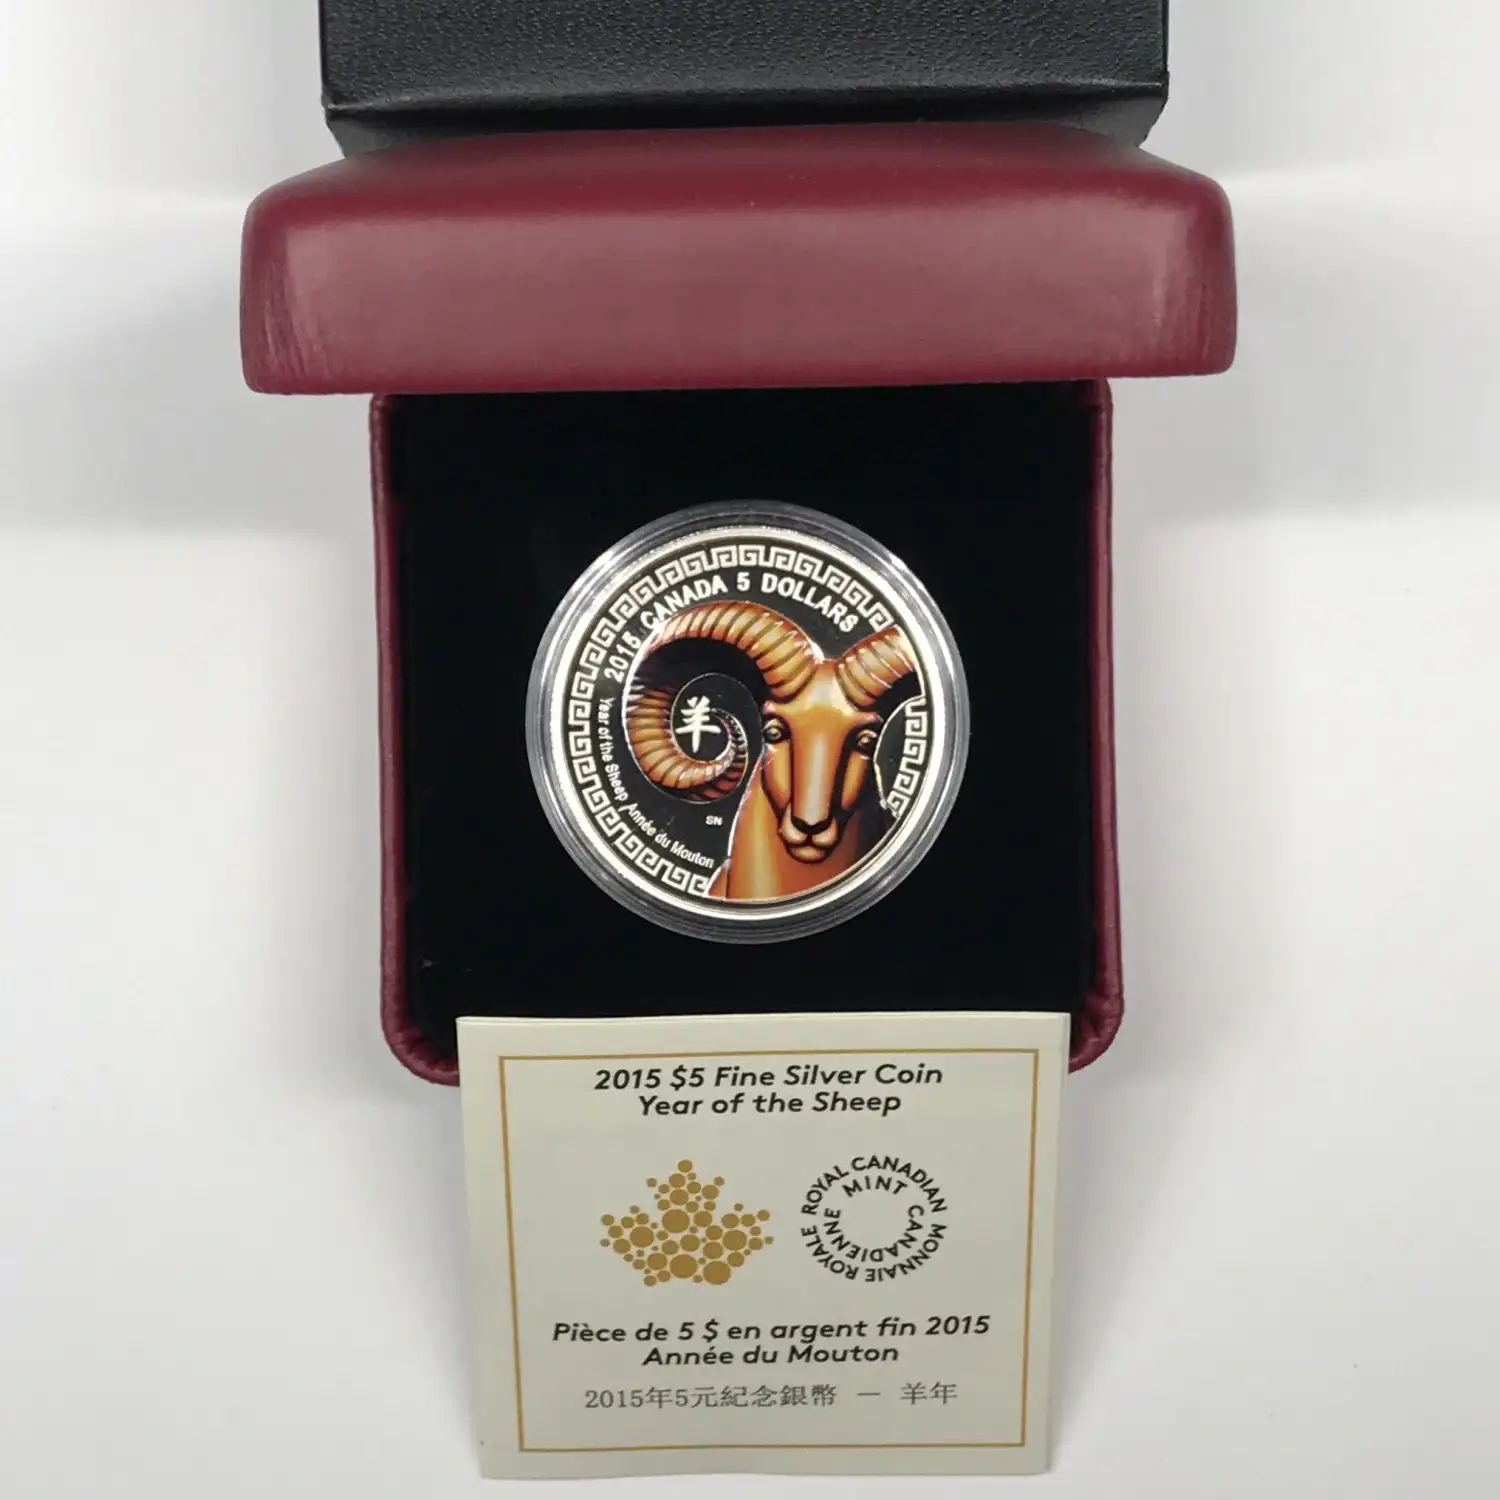 2015 CANADA 5 DOLLARS
羊
Year of the Sheep Année du Mouton
SN
2015 $5 Fine Silver Coin
Year of the Sheep
ROYAL CANADIAN MINT
MONNAIE ROYALE CANADIENNE
Pièce de 5 $ en argent fin 2015
Année du Mouton
2015年5元紀念銀幣 — 羊年